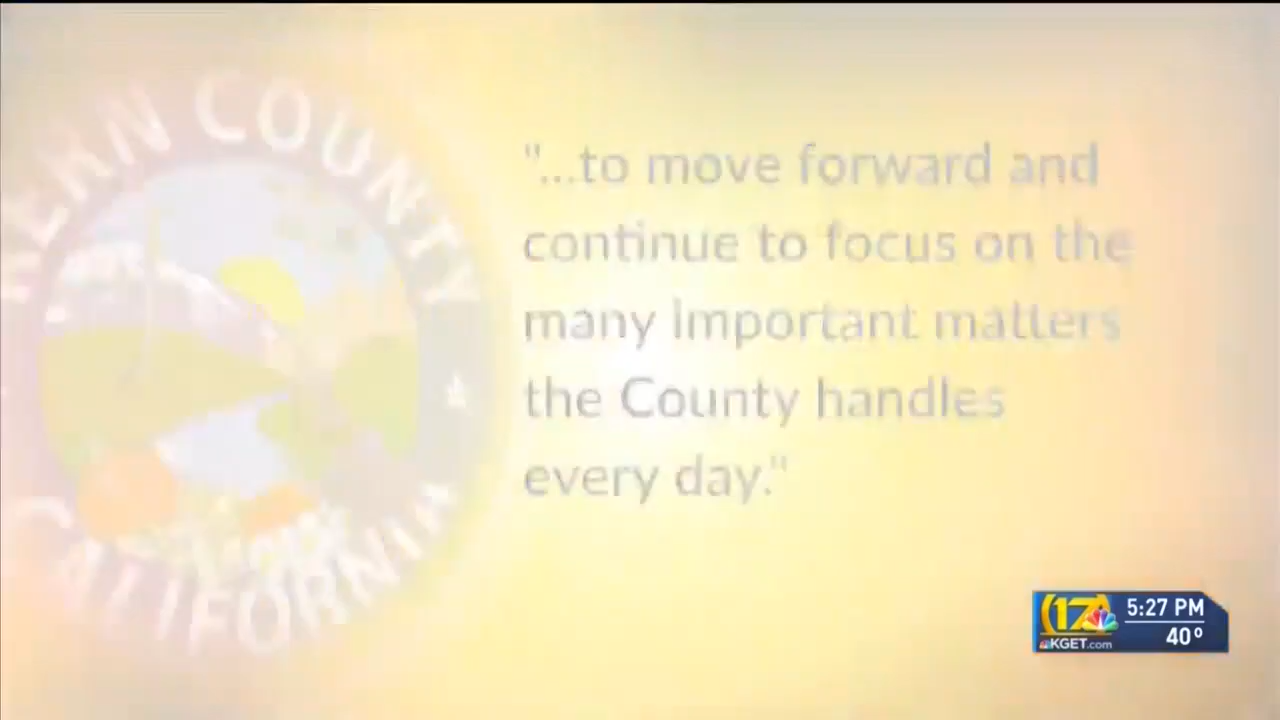 KERN COUNTY
CALIFORNIA
"...to move forward and
continue to focus on the
many important matters
the County handles
every day."
17
KGET.com
5:27 PM
40°